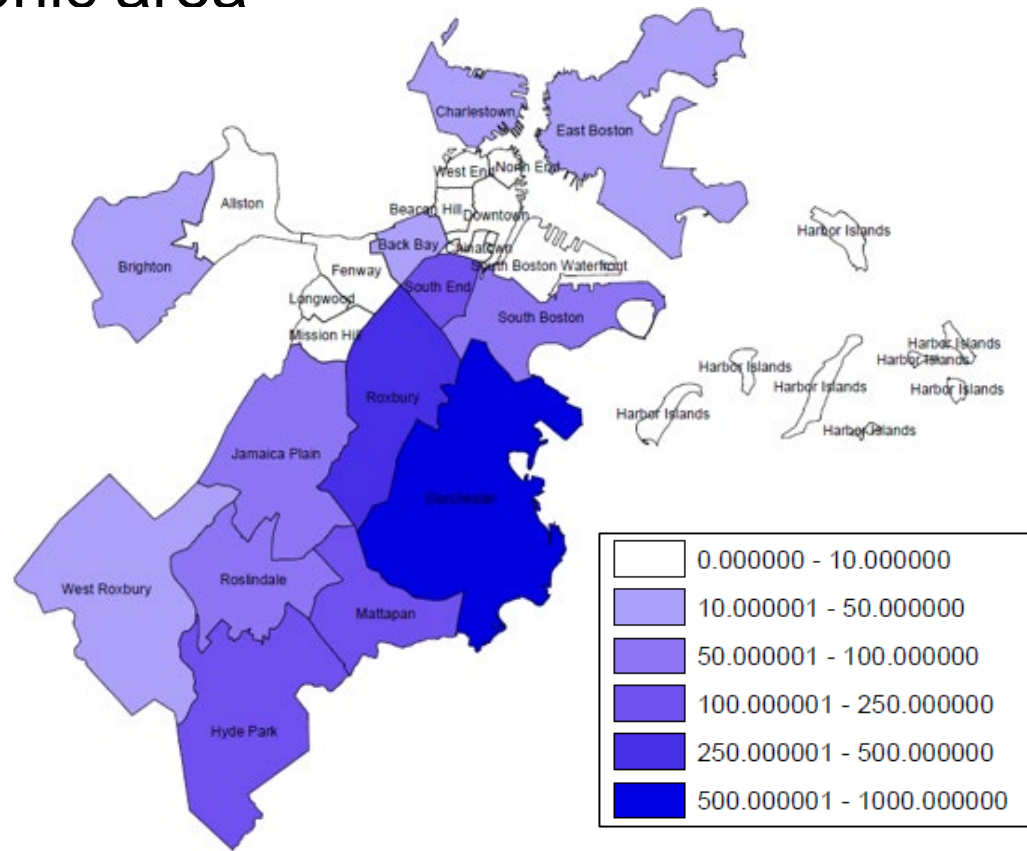 Charlestown
East Boston
West End
North End
Allston
Beacon Hill
Downtown
Harbor Islands
Back Bay
Chinatown
Brighton
Fenway
South Boston Waterfront
South End
Longwood
South Boston
Mission Hill
Harbor Islands
Harbor Islands
Harbor Islands
Harbor Islands
Harbor Islands
Roxbury
Harbor Islands
Harbor Islands
Jamaica Plain
Dorchester
0.000000 - 10.000000
Roslindale
West Roxbury
10.000001 - 50.000000
Mattapan
50.000001 - 100.000000
100.000001 - 250.000000
Hyde Park
250.000001 - 500.000000
500.000001 - 1000.000000